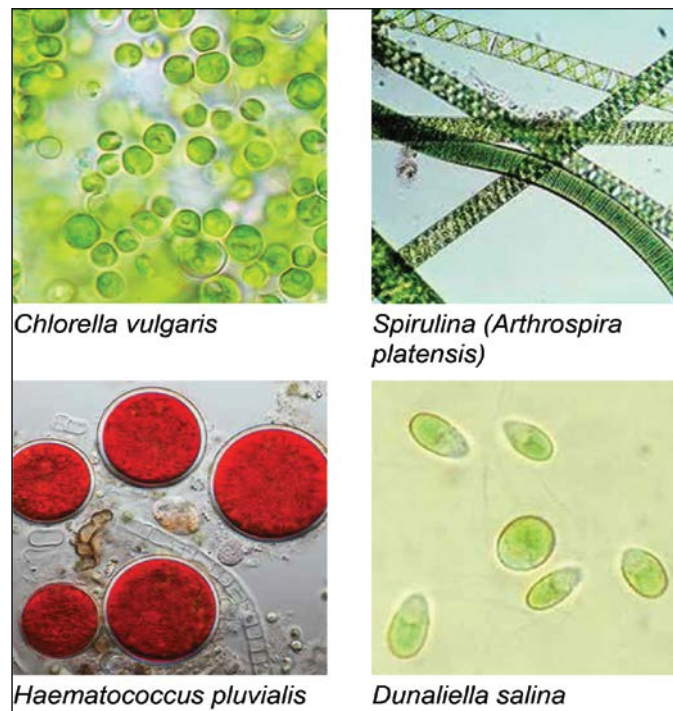 Chlorella vulgaris
Spirulina (Arthrospira
platensis)
Haematococcus pluvialis
Dunaliella salina